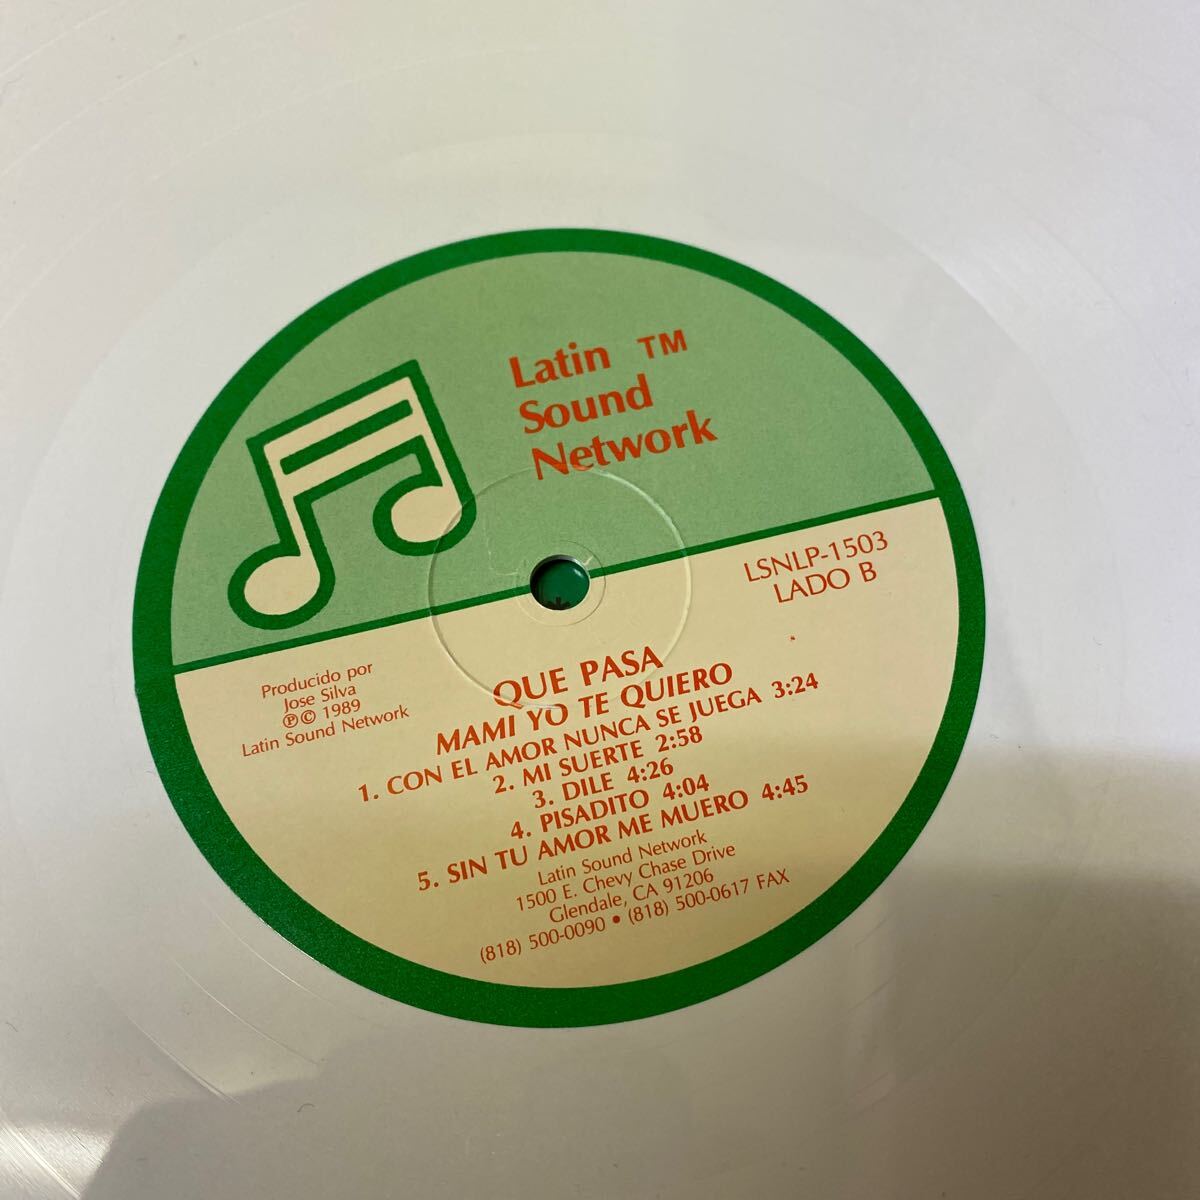 Latin TM
Sound
Network
LSNLP-1503
LADO B
Producido por
Jose Silva
℗© 1989
Latin Sound Network
QUE PASA
MAMI YO TE QUIERO
1. CON EL AMOR NUNCA SE JUEGA 3:24
2. MI SUERTE 2:58
3. DILE 4:26
4. PISADITO 4:04
5. SIN TU AMOR ME MUERO 4:45
Latin Sound Network
1500 E. Chevy Chase Drive
Glendale, CA 91206
(818) 500-0090 • (818) 500-0617 FAX